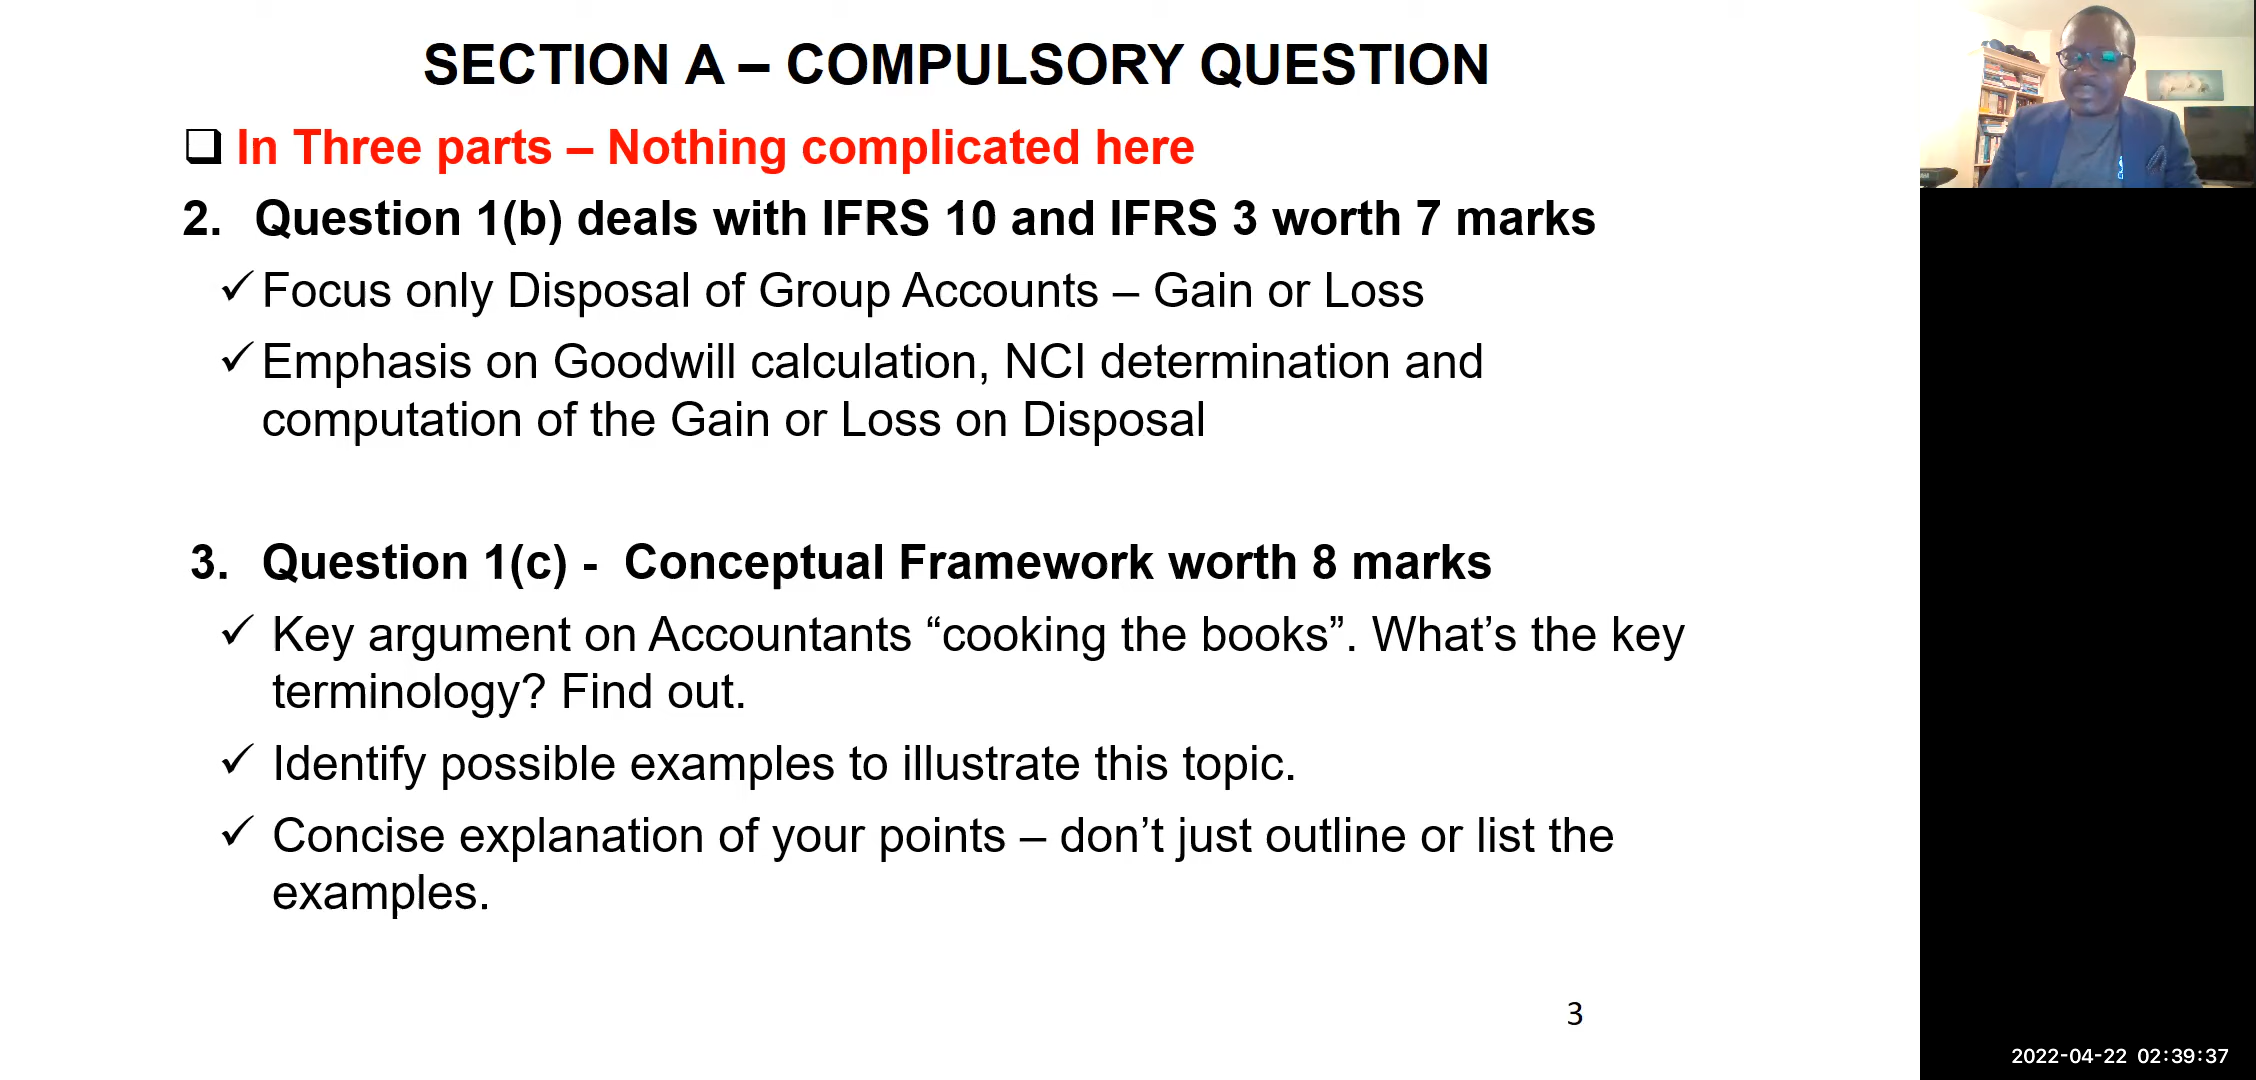 SECTION A – COMPULSORY QUESTION
In Three parts – Nothing complicated here
2. Question 1(b) deals with IFRS 10 and IFRS 3 worth 7 marks
✓ Focus only Disposal of Group Accounts – Gain or Loss
✓ Emphasis on Goodwill calculation, NCI determination and
computation of the Gain or Loss on Disposal
3. Question 1(c) - Conceptual Framework worth 8 marks
✓ Key argument on Accountants “cooking the books”. What’s the key
terminology? Find out.
✓ Identify possible examples to illustrate this topic.
✓ Concise explanation of your points – don’t just outline or list the
examples.
3
2022-04-22 02:39:37